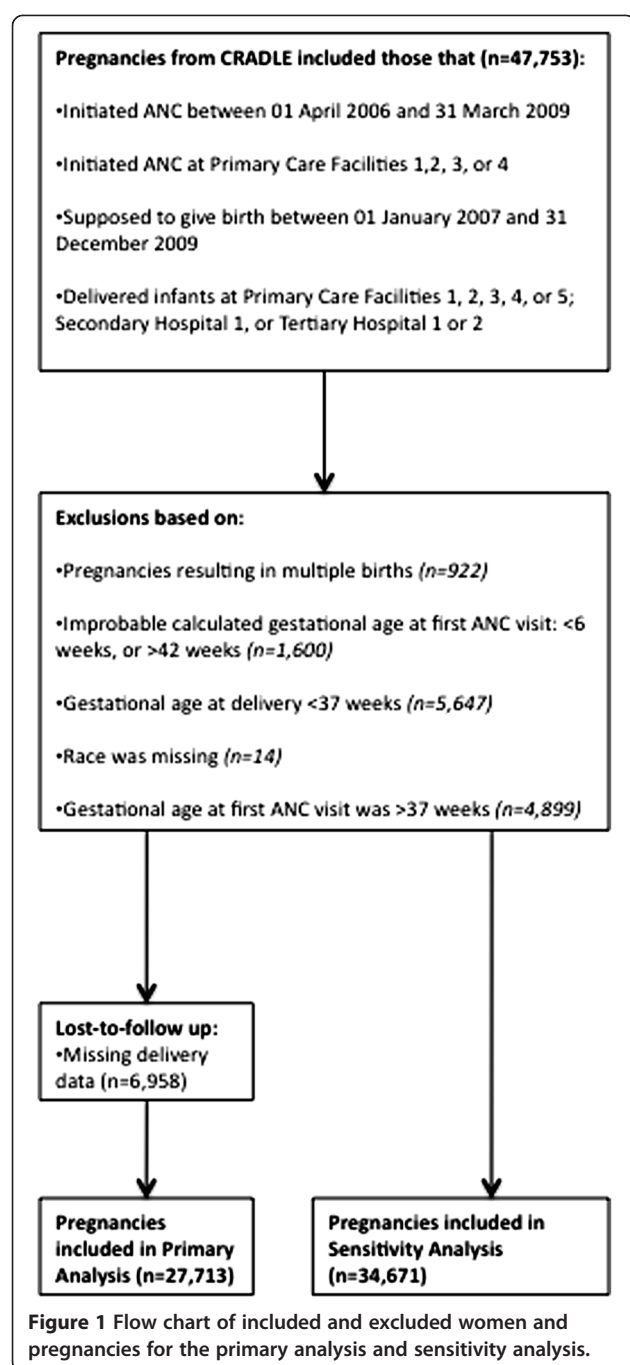 Pregnancies from CRADLE included those that (n=47,753):
•Initiated ANC between 01 April 2006 and 31 March 2009
•Initiated ANC at Primary Care Facilities 1,2, 3, or 4
•Supposed to give birth between 01 January 2007 and 31
December 2009
•Delivered infants at Primary Care Facilities 1, 2, 3, 4, or 5;
Secondary Hospital 1, or Tertiary Hospital 1 or 2
Exclusions based on:
•Pregnancies resulting in multiple births (n=922)
•Improbable calculated gestational age at first ANC visit: <6
weeks, or >42 weeks (n=1,600)
•Gestational age at delivery <37 weeks (n=5,647)
•Race was missing (n=14)
•Gestational age at first ANC visit was >37 weeks (n=4,899)
Lost-to-follow up:
•Missing delivery
data (n=6,958)
Pregnancies
included in Primary
Analysis (n=27,713)
Pregnancies included in
Sensitivity Analysis
(n=34,671)
Figure 1 Flow chart of included and excluded women and
pregnancies for the primary analysis and sensitivity analysis.